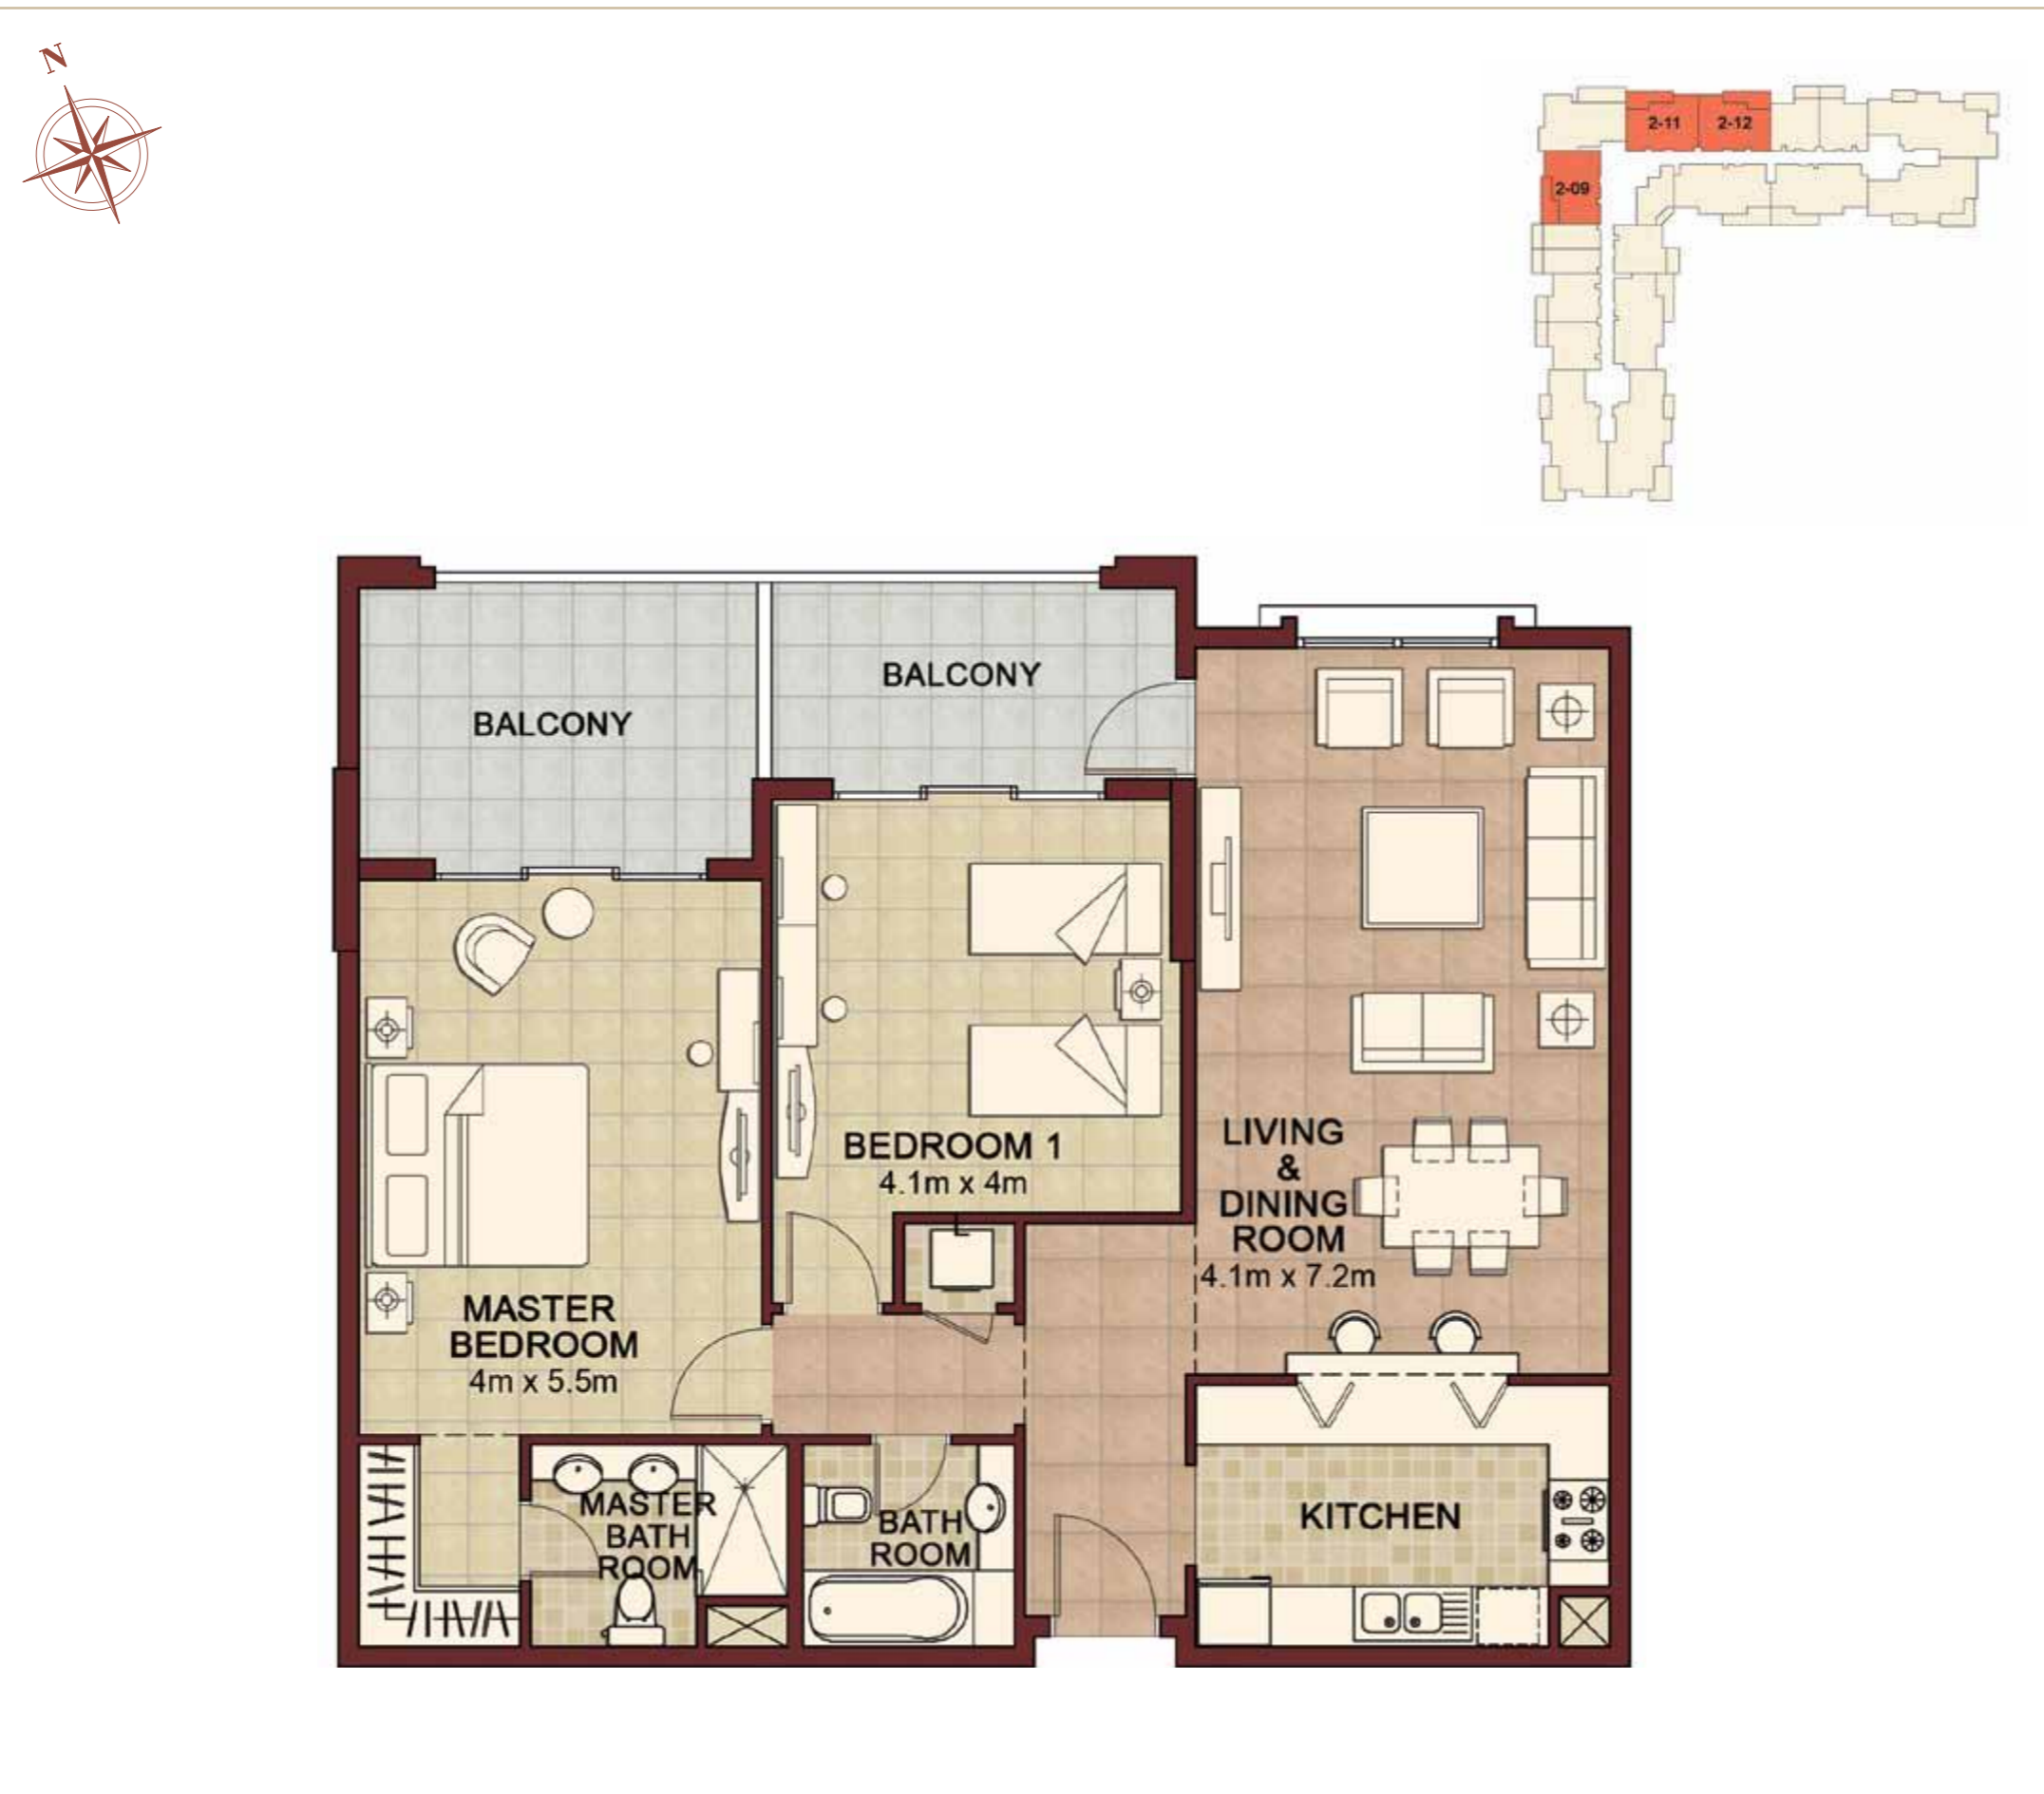 N
2-11
2-12
2-09
BALCONY
BALCONY
BEDROOM 1
4.1m x 4m
LIVING
&
DINING
ROOM
4.1m x 7.2m
MASTER
BEDROOM
4m x 5.5m
MASTER
BATH
ROOM
BATH
ROOM
KITCHEN